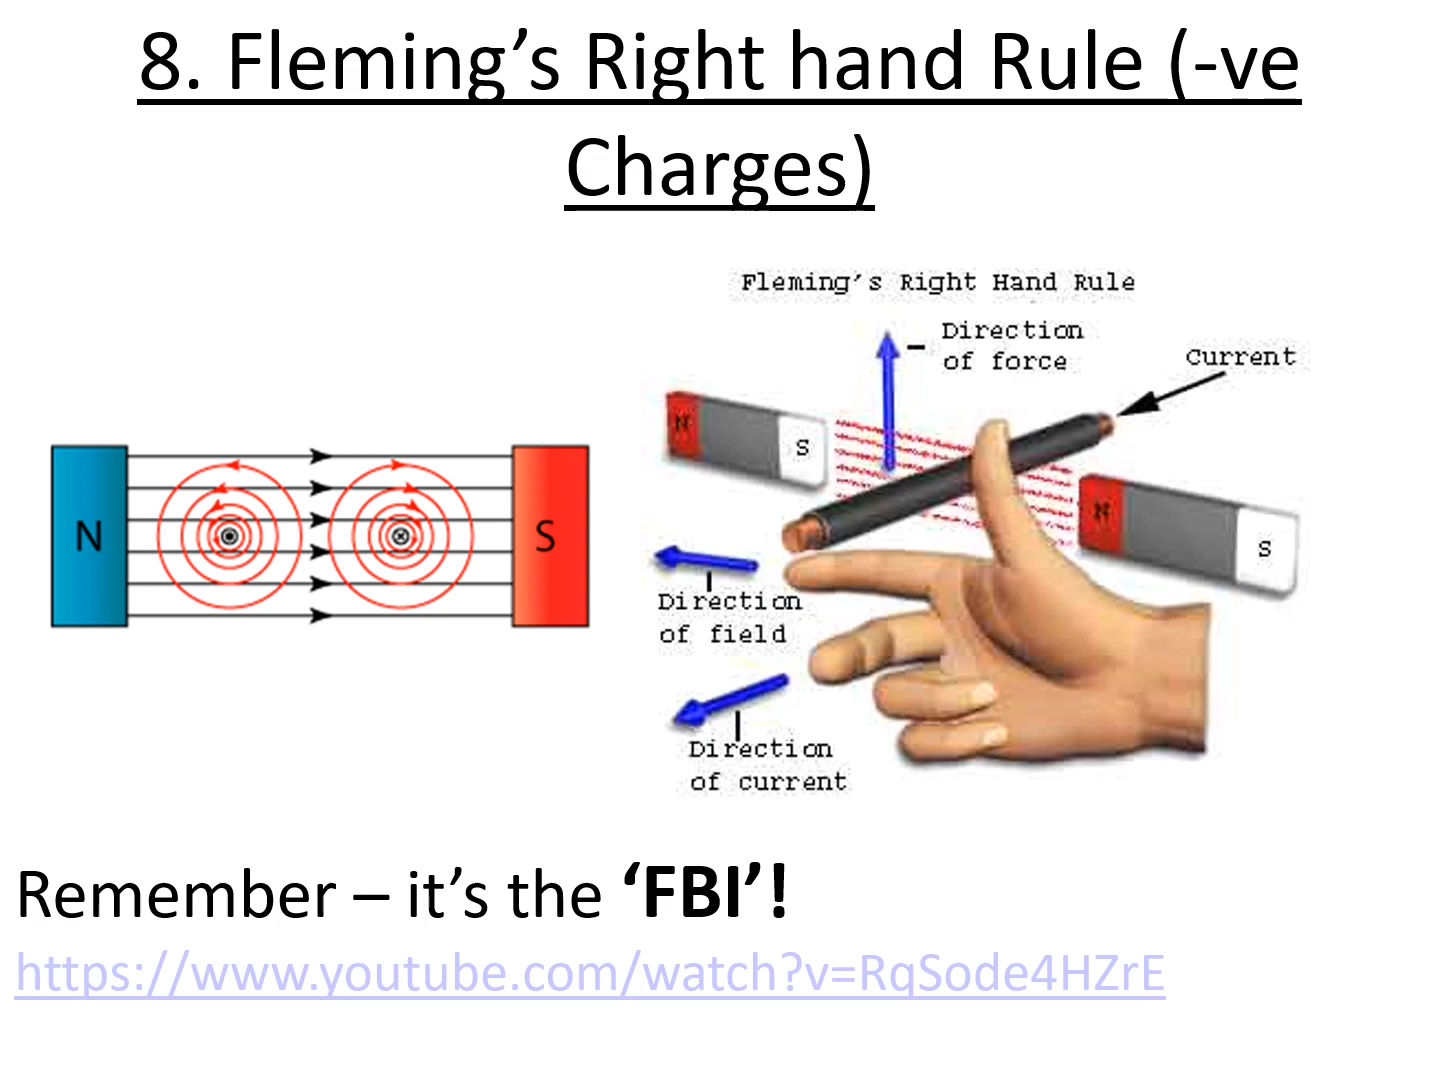 8. Fleming’s Right hand Rule (-ve
Charges)
Fleming’s Right Hand Rule
Direction
of force
Current
N
S
N
S
N
S
Direction
of field
Direction
of current
Remember – it’s the ‘FBI’!
https://www.youtube.com/watch?v=RqSode4HZrE